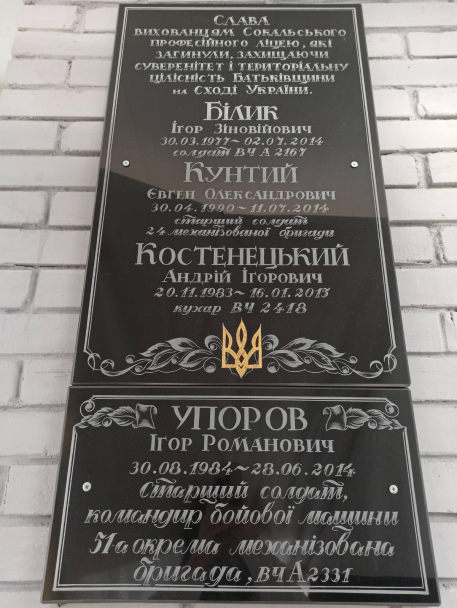 Слава
вихованцям Сокальського
професійного ліцею, які
загинули, захищаючи
суверенітет і територіальну
цілісність Батьківщини
на Сході України.
Білик
Ігор Зіновійович
30.03.1977~02.07.2014
солдат ВЧ А 2167
Кунтий
Євген Олександрович
30.04.1990~11.07.2014
старший солдат
24 механізованої бригади
Костенецький
Андрій Ігорович
20.11.1983~16.01.2015
кухар ВЧ 2418
УПОРОВ
Ігор Романович
30.08.1984~28.06.2014
Старший солдат,
командир бойової машини
51а окрема механізована
бригада, ВЧ А2331